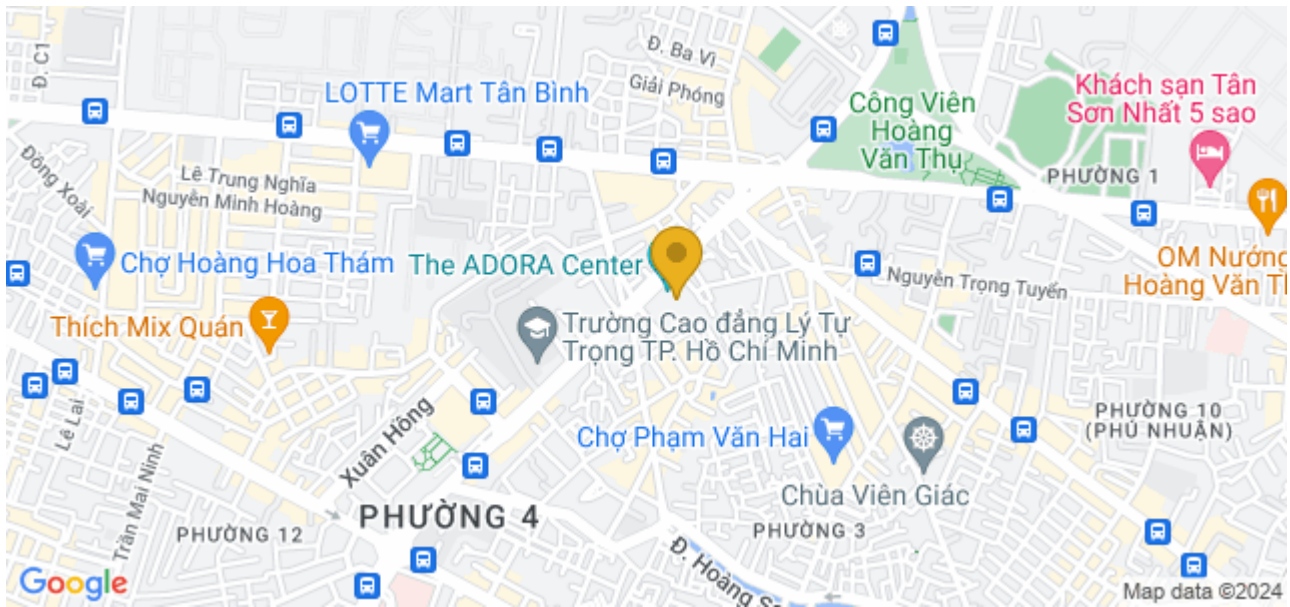 Đ. C1
Đ. Ba Vì
Giải Phóng
LOTTE Mart Tân Bình
Công Viên
Hoàng
Văn Thụ
Khách sạn Tân
Sơn Nhất 5 sao
PHƯỜNG 1
Đông Xoài
Lê Trung Nghĩa
Nguyễn Minh Hoàng
Chợ Hoàng Hoa Thám
The ADORA Center
Nguyễn Trọng Tuyển
OM Nướng
Hoàng Văn Th
Thích Mix Quán
Trường Cao đẳng Lý Tự
Trọng TP. Hồ Chí Minh
Lê Lai
Xuân Hồng
Chợ Phạm Văn Hai
PHƯỜNG 10
(PHÚ NHUẬN)
Trần Mai Ninh
Chùa Viên Giác
PHƯỜNG 4
PHƯỜNG 12
PHƯỜNG 3
Đ. Hoàng S
Google
Map data ©2024